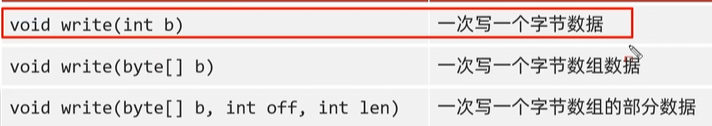 void write(int b) 一次写一个字节数据
void write(byte[] b) 一次写一个字节数组数据
void write(byte[] b, int off, int len) 一次写一个字节数组的部分数据